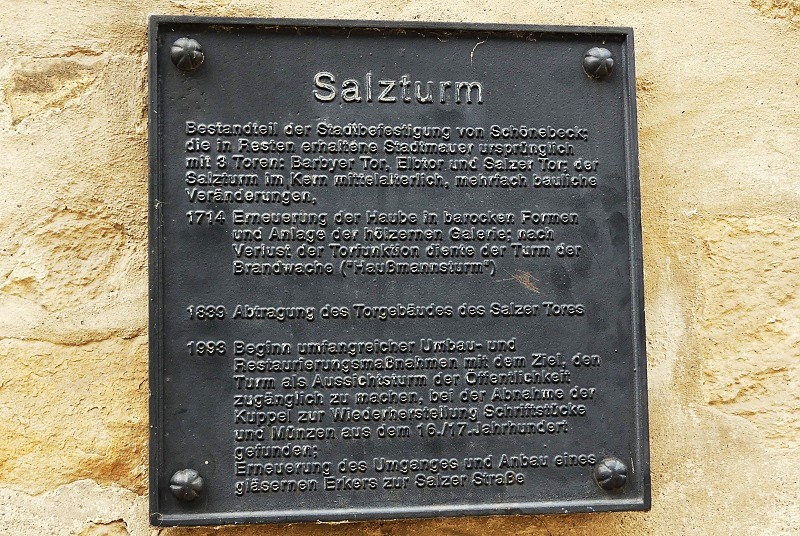 Salzturm
Bestandteil der Stadtbefestigung von Schönebeck;
die in Resten erhaltene Stadtmauer ursprünglich
mit 3 Toren: Barbyer Tor, Elbtor und Salzer Tor; der
Salzturm im Kern mittelalterlich, mehrfach bauliche
Veränderungen.
1714 Erneuerung der Haube in barocken Formen
und Anlage der hölzernen Galerie; nach
Verlust der Torfunktion diente der Turm der
Brandwache ("Haußmannsturm")
1839 Abtragung des Torgebäudes des Salzer Tores
1993 Beginn umfangreicher Umbau- und
Restaurierungsmaßnahmen mit dem Ziel, den
Turm als Aussichtsturm der Öffentlichkeit
zugänglich zu machen, bei der Abnahme der
Kuppel zur Wiederherstellung Schriftstücke
und Münzen aus dem 16./17.Jahrhundert
gefunden;
Erneuerung des Umganges und Anbau eines
gläsernen Erkers zur Salzer Straße